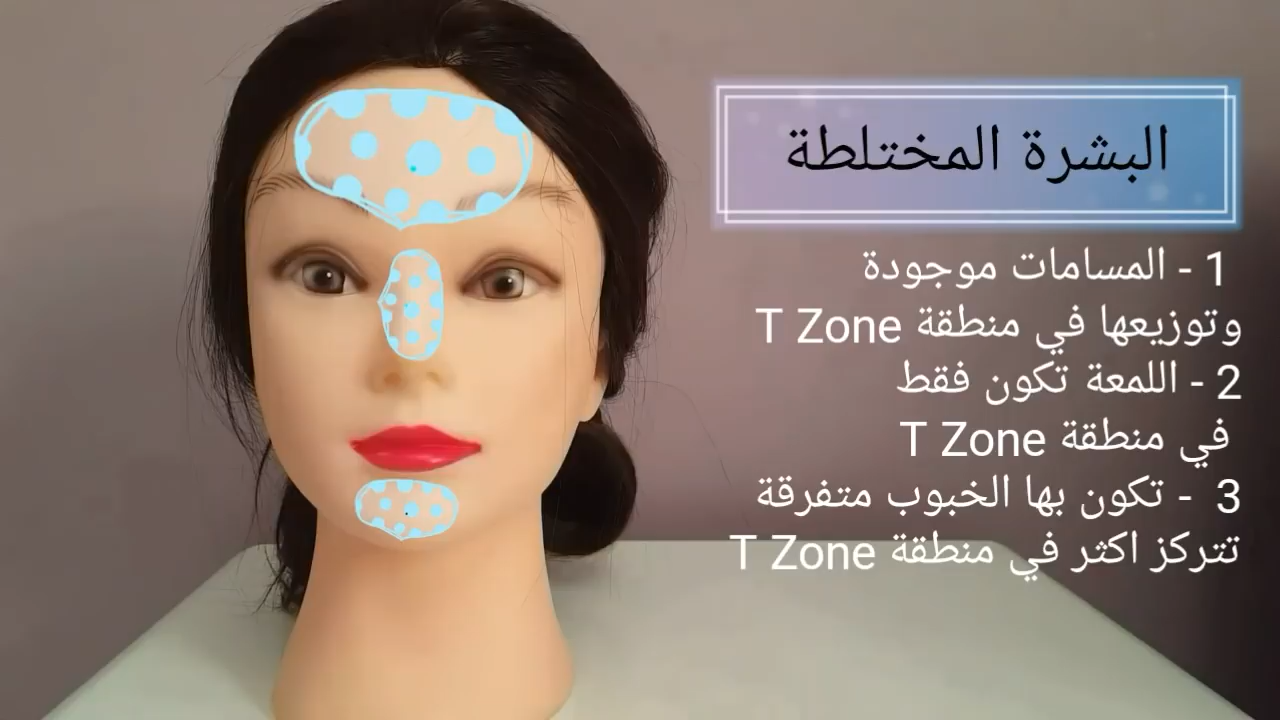 البشرة المختلطة
1 - المسامات موجودة
وتوزيعها في منطقة T Zone
2 - اللمعة تكون فقط
في منطقة T Zone
3 - تكون بها الخبوب متفرقة
تتركز اكثر في منطقة T Zone